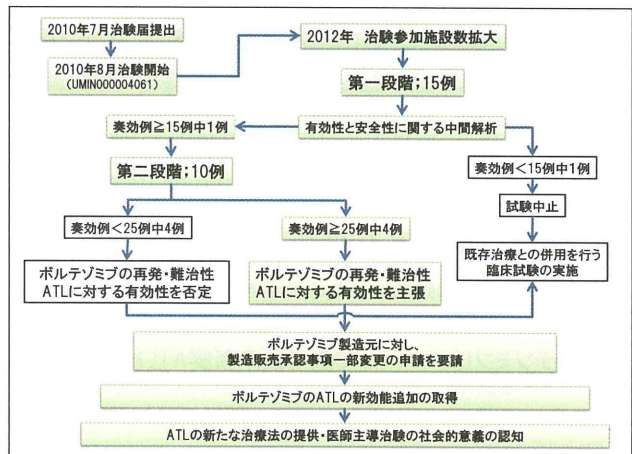 2010年7月治験届提出
2010年8月治験開始
(UMIN000004061)
2012年 治験参加施設数拡大
第一段階;15例
有効性と安全性に関する中間解析
奏効例≧15例中1例
第二段階;10例
奏効例<15例中1例
試験中止
既存治療との併用を行う
臨床試験の実施
奏効例<25例中4例
奏効例≧25例中4例
ボルテゾミブの再発・難治性
ATLに対する有効性を否定
ボルテゾミブの再発・難治性
ATLに対する有効性を主張
ボルテゾミブ製造元に対し、
製造販売承認事項一部変更の申請を要請
ボルテゾミブのATLの新効能追加の取得
ATLの新たな治療法の提供・医師主導治験の社会的意義の認知